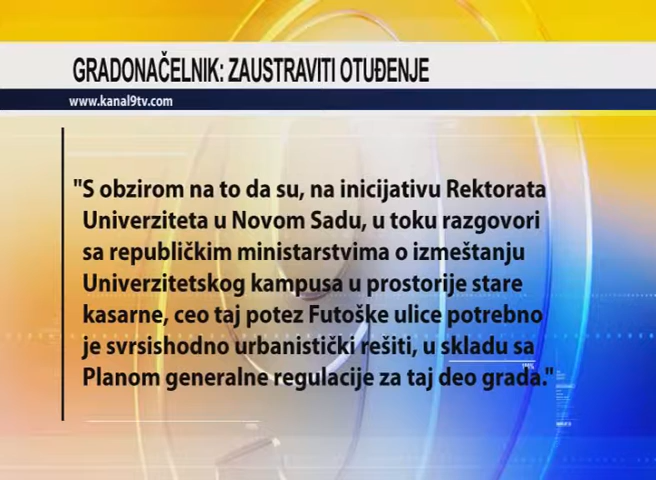 GRADONAČELNIK: ZAUSTRAVITI OTUĐENJE
www.kanal9tv.com
"S obzirom na to da su, na inicijativu Rektorata
Univerziteta u Novom Sadu, u toku razgovori
sa republičkim ministarstvima o izmeštanju
Univerzitetskog kampusa u prostorije stare
kasarne, ceo taj potez Futoške ulice potrebno
je svrsishodno urbanistički rešiti, u skladu sa
Planom generalne regulacije za taj deo grada."